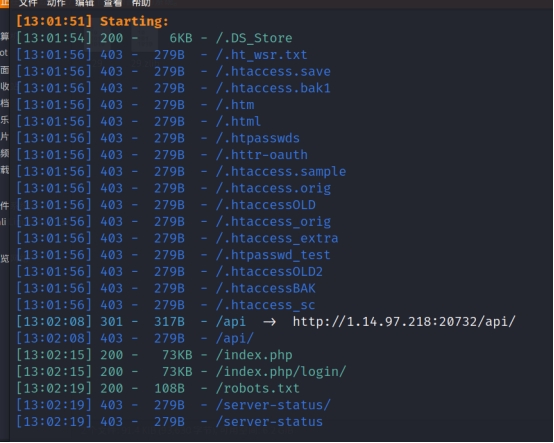 文件 动作 编辑 查看 帮助
[13:01:51] Starting:
[13:01:54] 200 -    6KB - /.DS_Store
[13:01:56] 403 -  279B  - /.ht_wsr.txt
[13:01:56] 403 -  279B  - /.htaccess.save
[13:01:56] 403 -  279B  - /.htaccess.bak1
[13:01:56] 403 -  279B  - /.htm
[13:01:56] 403 -  279B  - /.html
[13:01:56] 403 -  279B  - /.htpasswds
[13:01:56] 403 -  279B  - /.httr-oauth
[13:01:56] 403 -  279B  - /.htaccess.sample
[13:01:56] 403 -  279B  - /.htaccess.orig
[13:01:56] 403 -  279B  - /.htaccessOLD
[13:01:56] 403 -  279B  - /.htaccess_orig
[13:01:56] 403 -  279B  - /.htaccess_extra
[13:01:56] 403 -  279B  - /.htpasswd_test
[13:01:56] 403 -  279B  - /.htaccessOLD2
[13:01:56] 403 -  279B  - /.htaccessBAK
[13:01:56] 403 -  279B  - /.htaccess_sc
[13:02:08] 301 -  317B  - /api  ->  http://1.14.97.218:20732/api/
[13:02:08] 403 -  279B  - /api/
[13:02:15] 200 -   73KB - /index.php
[13:02:15] 200 -   73KB - /index.php/login/
[13:02:19] 200 -  108B  - /robots.txt
[13:02:19] 403 -  279B  - /server-status/
[13:02:19] 403 -  279B  - /server-status